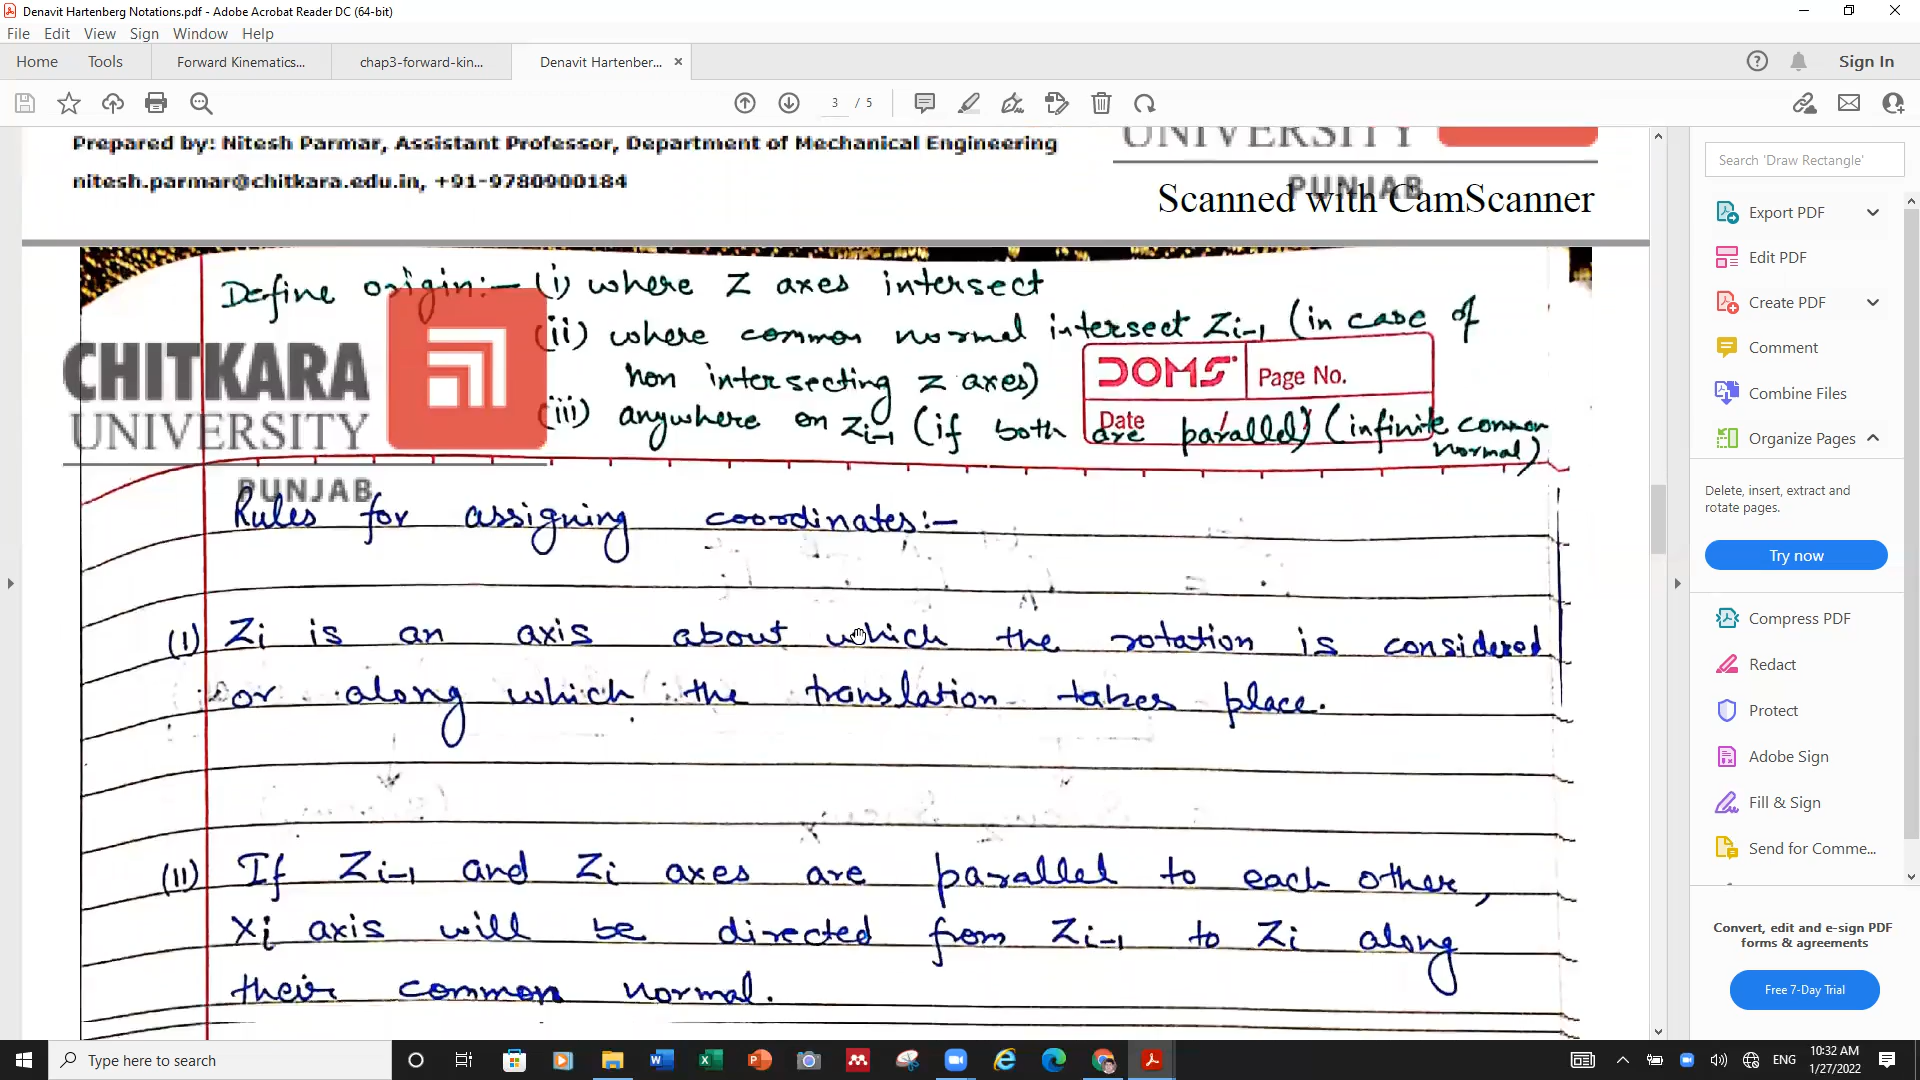 Denavit Hartenberg Notations.pdf - Adobe Acrobat Reader DC (64-bit)
File Edit View Sign Window Help
Home Tools Forward Kinematics... chap3-forward-kin... Denavit Hartenber... ×
Sign In
3 / 5
Prepared by: Nitesh Parmar, Assistant Professor, Department of Mechanical Engineering
nitesh.parmar@chitkara.edu.in, +91-9780900184
UNIVERSITY
PUNJAB
Scanned with CamScanner
Define origin:- (i) where Z axes intersect
(ii) where common normal intersect Zi-1 (in case of
non intersecting z axes)
(iii) anywhere on Zi-1 (if both are parallel) (infinite common
normal)
CHITKARA
UNIVERSITY
PUNJAB
DOMS Page No.
Date / /
Rules for assigning coordinates:-
(I) Zi is an axis about which the rotation is considered
or along which the translation takes place.
(II) If Zi-1 and Zi axes are parallel to each other,
Xi axis will be directed from Zi-1 to Zi along
their common normal.
Search 'Draw Rectangle'
Export PDF
Edit PDF
Create PDF
Comment
Combine Files
Organize Pages
Delete, insert, extract and
rotate pages.
Try now
Compress PDF
Redact
Protect
Adobe Sign
Fill & Sign
Send for Comme...
Convert, edit and e-sign PDF
forms & agreements
Free 7-Day Trial
Type here to search
ENG
10:32 AM
1/27/2022